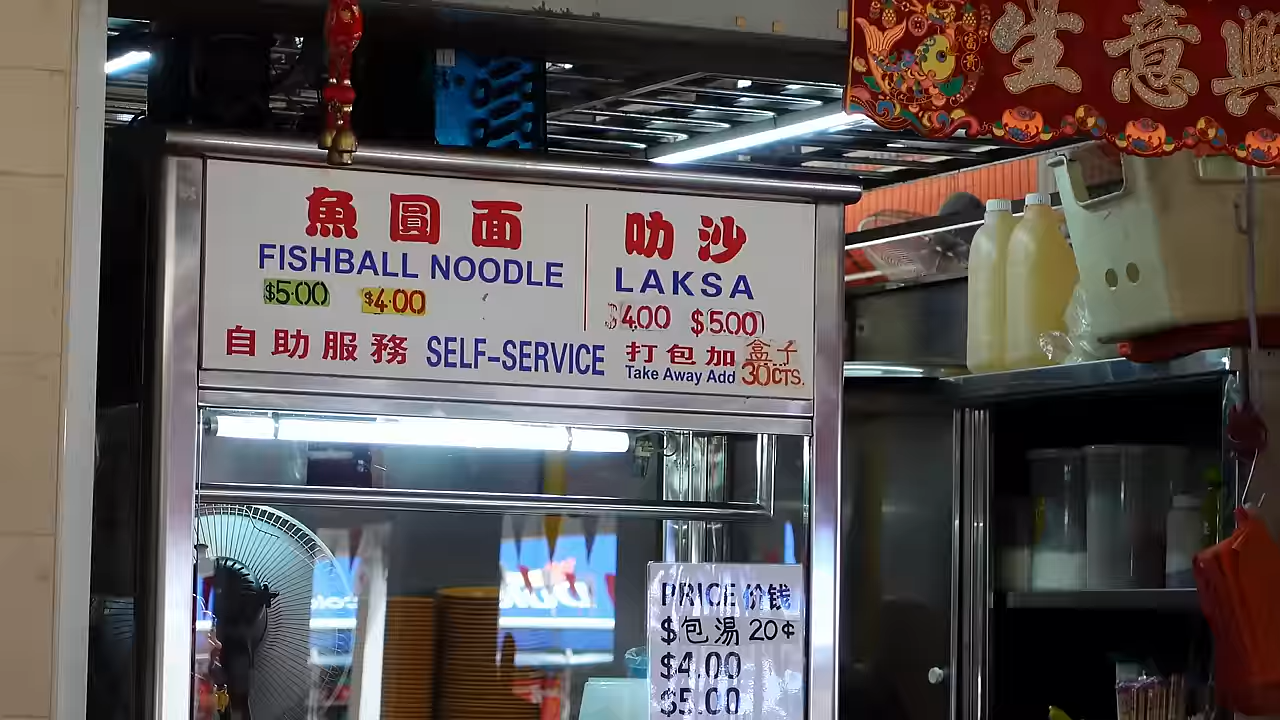 生意興
魚圓面
FISHBALL NOODLE
$5.00 $4.00
叻沙
LAKSA
$4.00 $5.00
自助服務 SELF-SERVICE
打包加盒子
Take Away Add 30CTS.
PRICE 价钱
$包湯 20¢
$4.00
$5.00